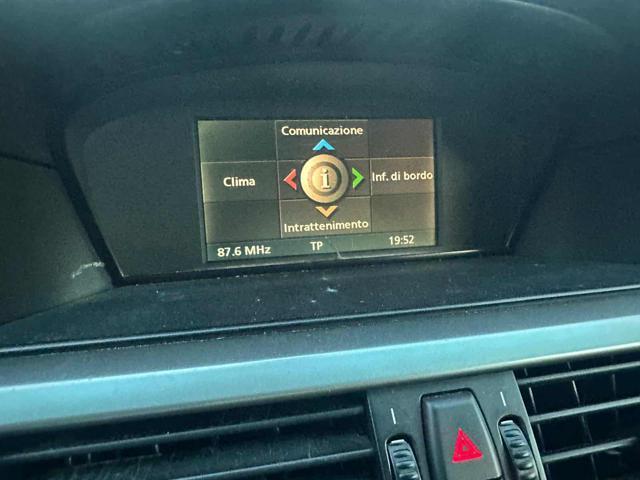 Comunicazione
Clima
i
Inf. di bordo
Intrattenimento
87.6 MHz TP 19:52